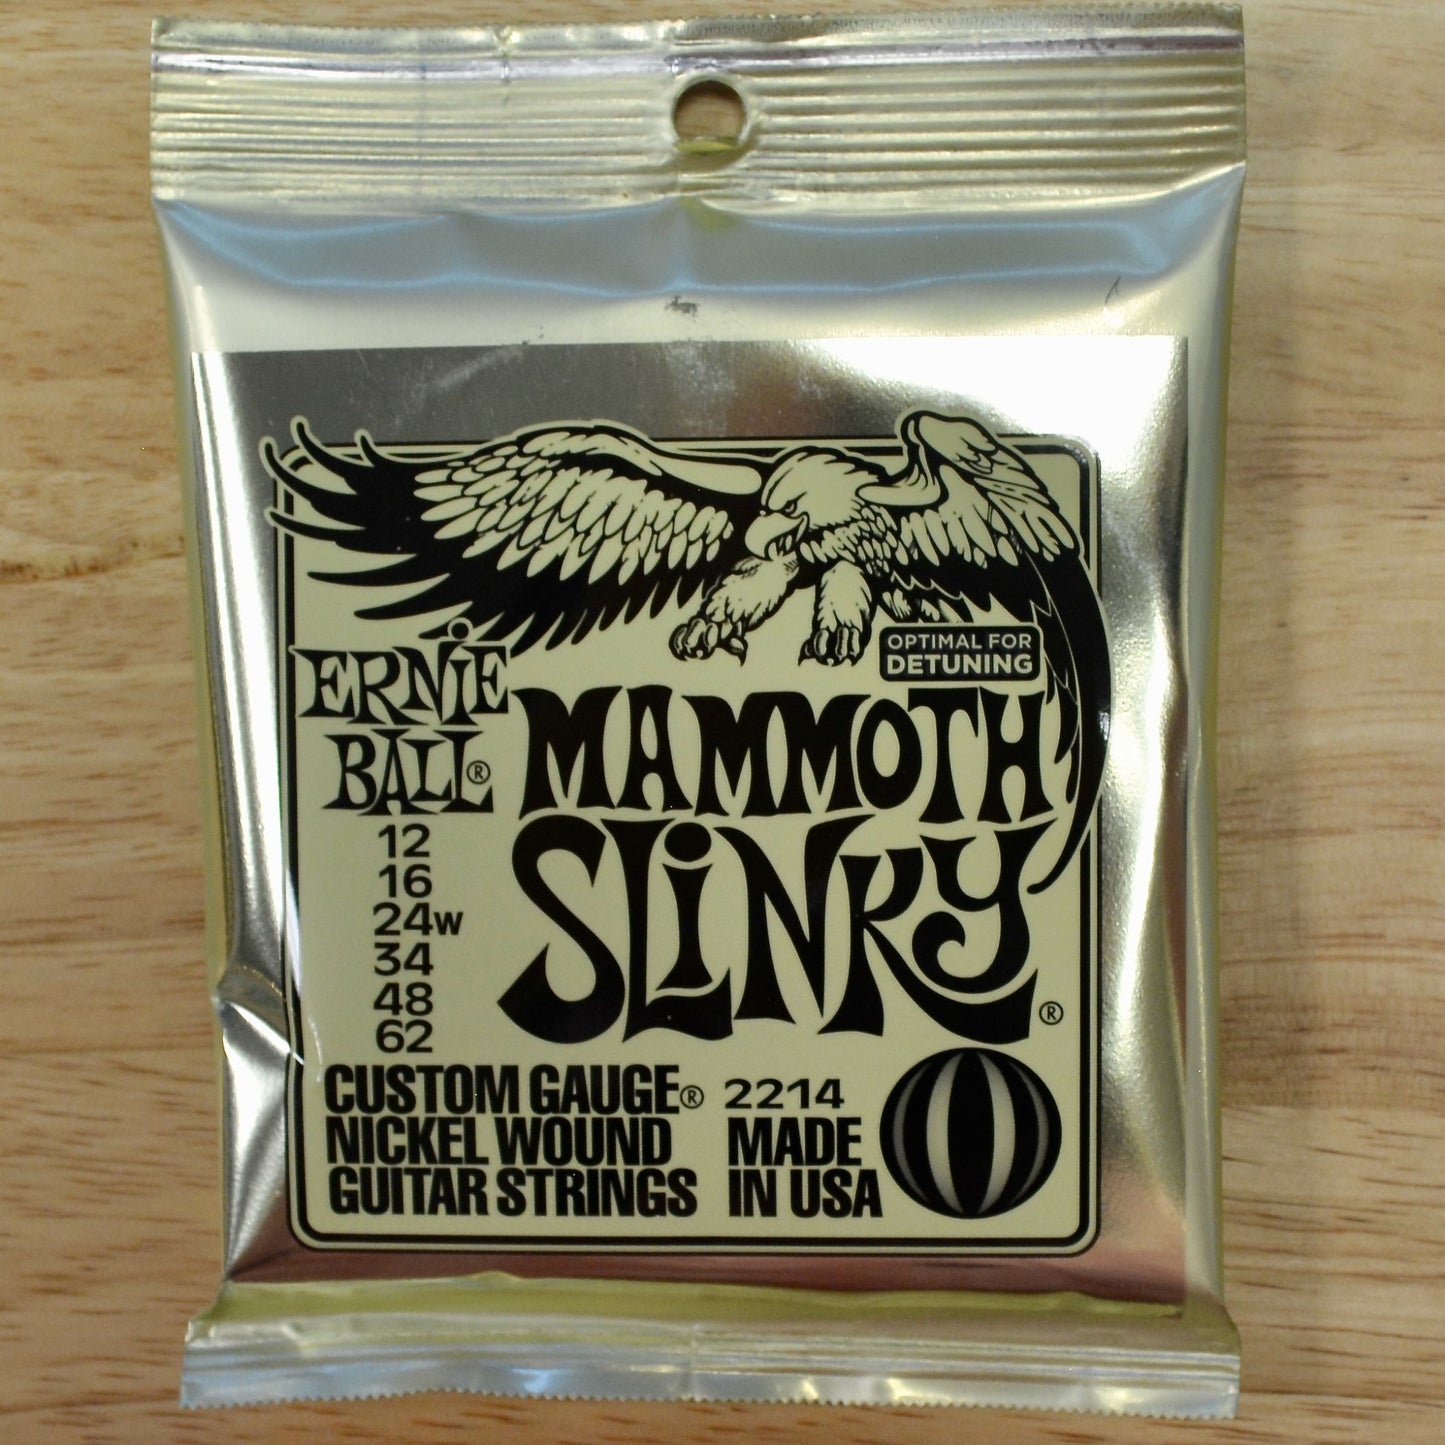 OPTIMAL FOR
DETUNING
ERNiE
BALL®
MAMMOTH
SLiNKY®
12
16
24w
34
48
62
CUSTOM GAUGE®
NICKEL WOUND
GUITAR STRINGS
2214
MADE
IN USA